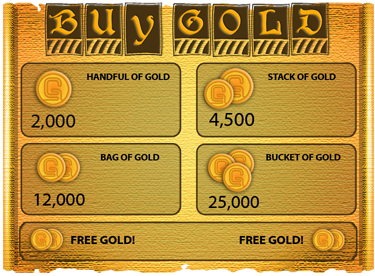 BUY GOLD
HANDFUL OF GOLD
2,000
STACK OF GOLD
4,500
BAG OF GOLD
12,000
BUCKET OF GOLD
25,000
FREE GOLD! FREE GOLD!